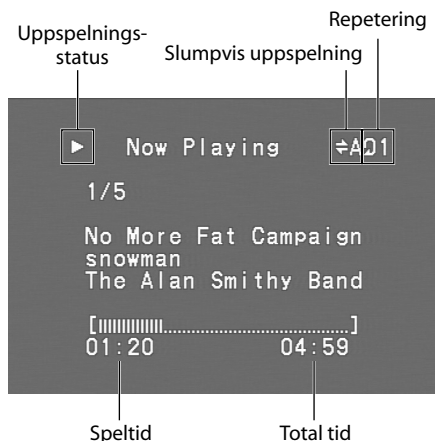 Repetering
Uppspelnings-
status
Slumpvis uppspelning
Now Playing A 1
1/5
No More Fat Campaign
snowman
The Alan Smithy Band
[ ]
01:20 04:59
Speltid Total tid